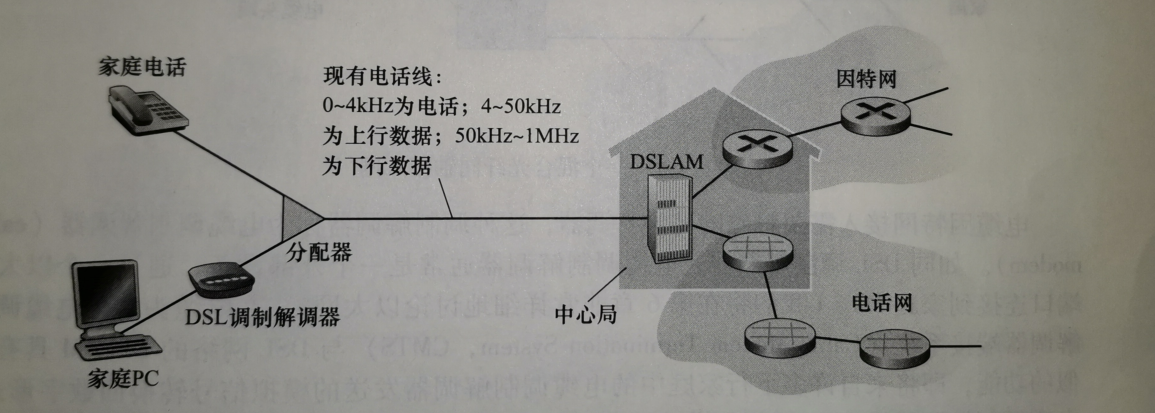 家庭电话
现有电话线：
0~4kHz为电话；4~50kHz
为上行数据；50kHz~1MHz
为下行数据
因特网
DSLAM
分配器
DSL调制解调器
中心局
电话网
家庭PC